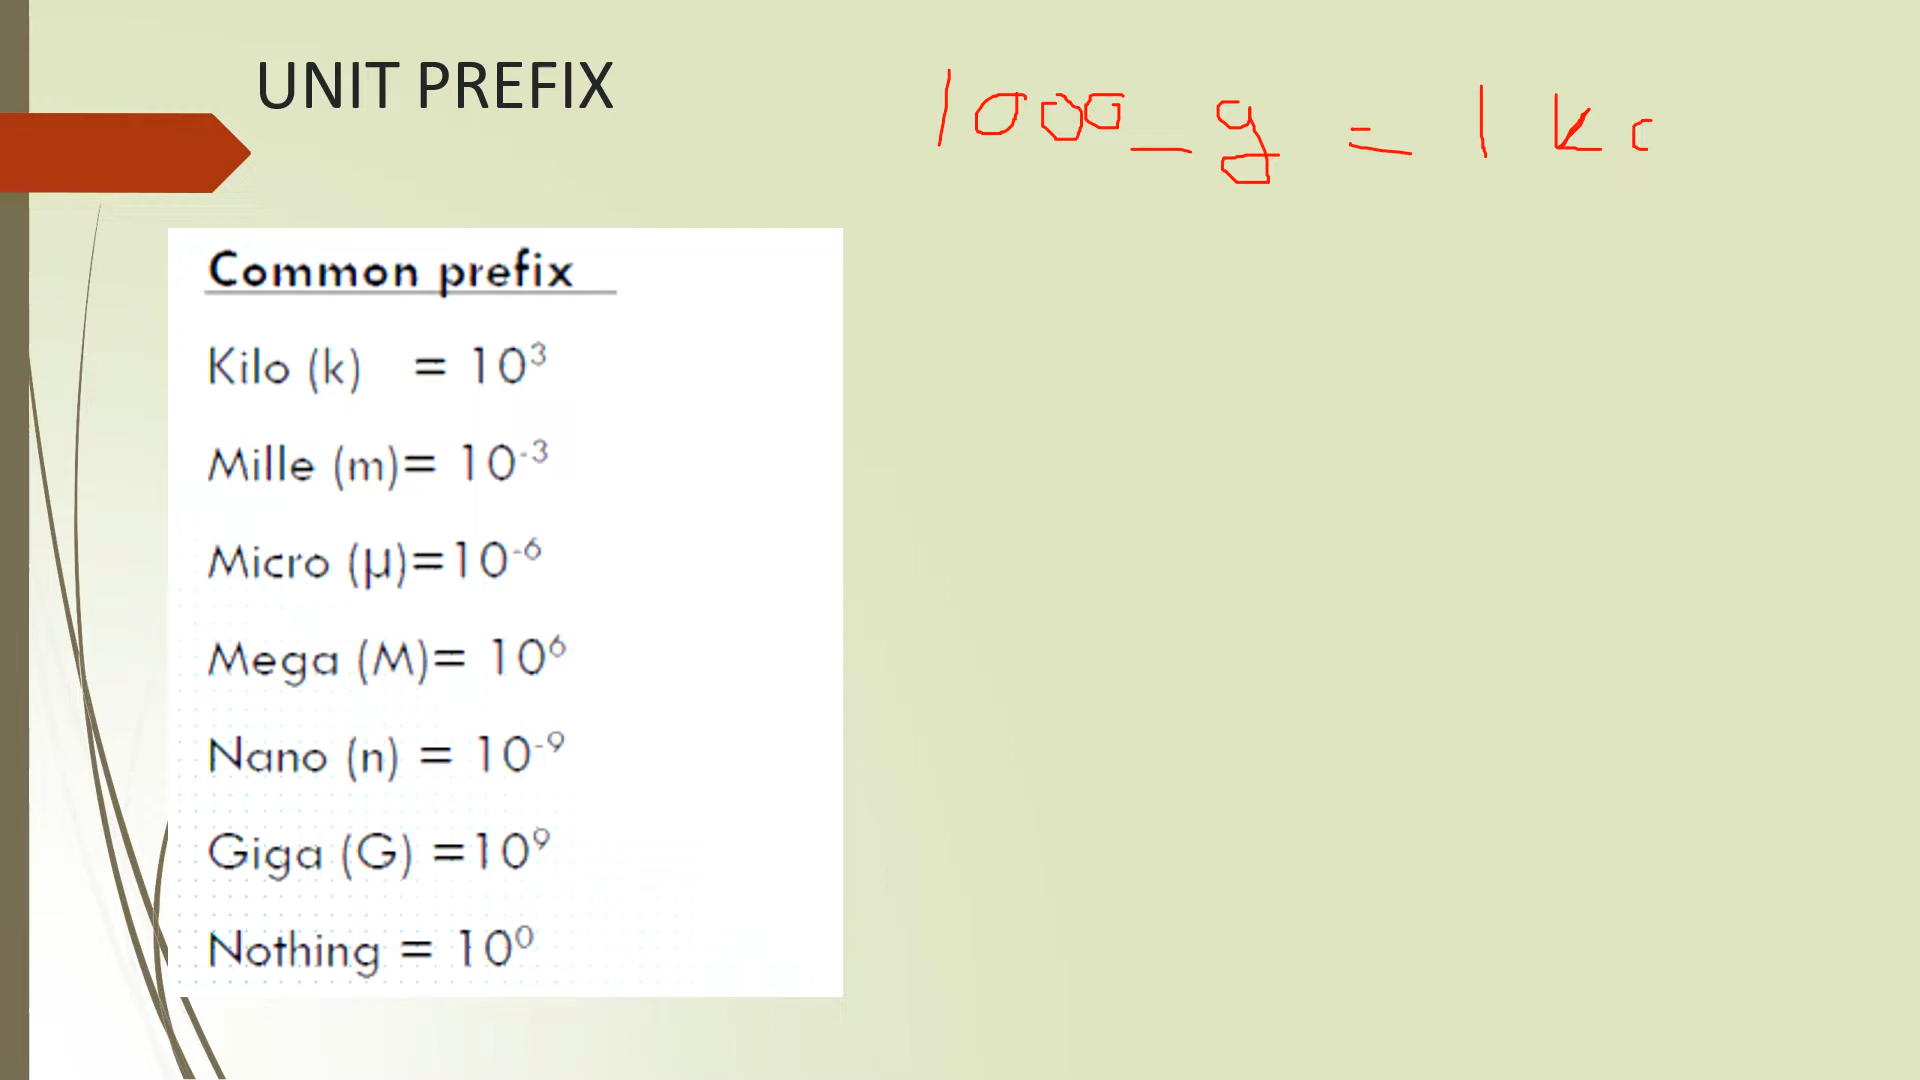 UNIT PREFIX
1000 _ g = 1 k
Common prefix
Kilo (k) = 10³
Mille (m)= 10⁻³
Micro (µ)=10⁻⁶
Mega (M)= 10⁶
Nano (n) = 10⁻⁹
Giga (G) =10⁹
Nothing = 10⁰